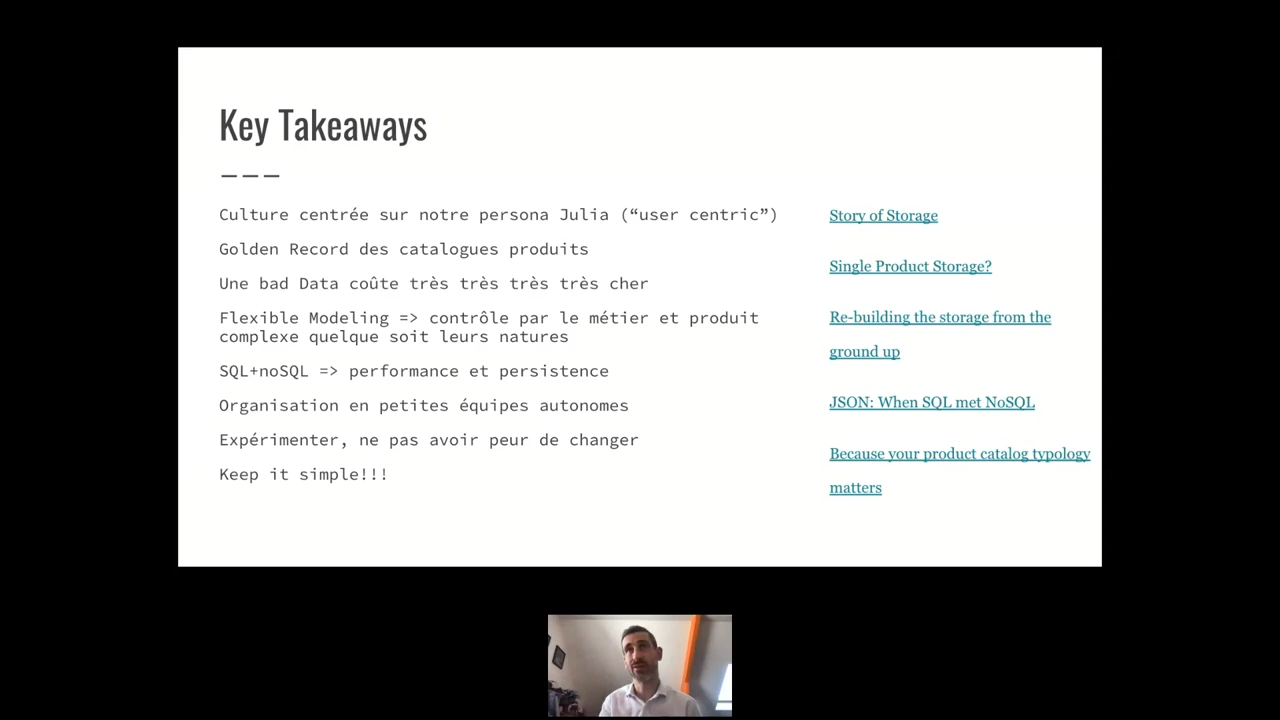 Key Takeaways
Culture centrée sur notre persona Julia (“user centric”)
Golden Record des catalogues produits
Une bad Data coûte très très très très cher
Flexible Modeling => contrôle par le métier et produit
complexe quelque soit leurs natures
SQL+noSQL => performance et persistence
Organisation en petites équipes autonomes
Expérimenter, ne pas avoir peur de changer
Keep it simple!!!
Story of Storage
Single Product Storage?
Re-building the storage from the
ground up
JSON: When SQL met NoSQL
Because your product catalog typology
matters